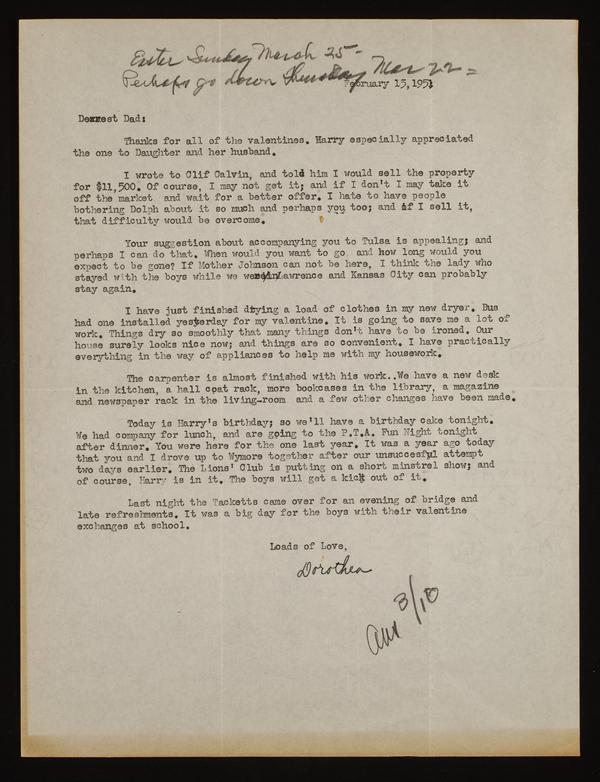 Easter Sunday March 25-
Perhaps go down Thursday Mar 22=
February 15, 1951
Dearest Dad:
Thanks for all of the valentines. Harry especially appreciated
the one to Daughter and her husband.
I wrote to Clif Calvin, and told him I would sell the property
for $11,500. Of course, I may not get it; and if I don't I may take it
off the market and wait for a better offer. I hate to have people
bothering Dolph about it so much and perhaps you too; and if I sell it,
that difficulty would be overcome.
Your suggestion about accompanying you to Tulsa is appealing; and
perhaps I can do that. When would you want to go and how long would you
expect to be gone? If Mother Johnson can not be here, I think the lady who
stayed with the boys while we were in Lawrence and Kansas City can probably
stay again.
I have just finished drying a load of clothes in my new dryer. Bus
had one installed yesterday for my valentine. It is going to save me a lot of
work. Things dry so smoothly that many things don't have to be ironed. Our
house surely looks nice now; and things are so convenient. I have practically
everything in the way of appliances to help me with my housework.
The carpenter is almost finished with his work..We have a new desk
in the kitchen, a hall coat rack, more bookcases in the library, a magazine
and newspaper rack in the living-room and a few other changes have been made.
Today is Harry's birthday; so we'll have a birthday cake tonight.
We had company for lunch, and are going to the P.T.A. Fun Night tonight
after dinner. You were here for the one last year. It was a year ago today
that you and I drove up to Wymore together after our unsuccesful attempt
two days earlier. The Lions' Club is putting on a short minstrel show; and
of course, Harry is in it. The boys will get a kick out of it.
Last night the Tacketts came over for an evening of bridge and
late refreshments. It was a big day for the boys with their valentine
exchanges at school.
Loads of Love,
Dorothea
Ans 3/10